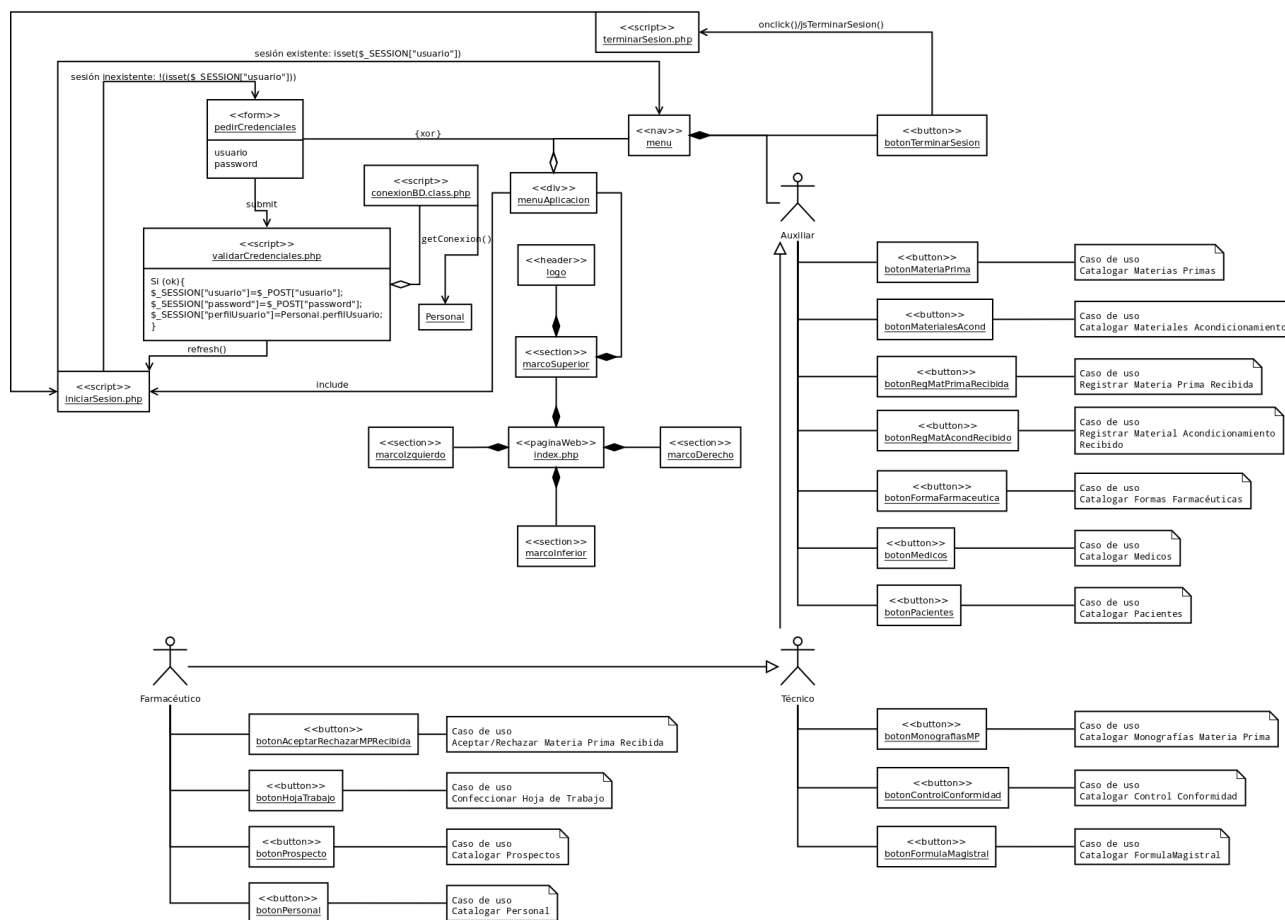 <<script>>
terminarSesion.php
onclick()/jsTerminarSesion()
sesión existente: isset($_SESSION["usuario"])
sesión inexistente: !(isset($_SESSION["usuario"]))
<<form>>
pedirCredenciales
usuario
password
{xor}
<<nav>>
menu
<<button>>
botonTerminarSesion
<<script>>
conexionBD.class.php
<<div>>
menuAplicacion
submit
getConexion()
<<script>>
validarCredenciales.php
Si (ok){
$_SESSION["usuario"]=$_POST["usuario"];
$_SESSION["password"]=$_POST["password"];
$_SESSION["perfilUsuario"]=Personal.perfilUsuario;
}
Personal
<<header>>
logo
refresh()
<<section>>
marcoSuperior
<<script>>
iniciarSesion.php
include
<<section>>
marcoIzquierdo
<<paginaWeb>>
index.php
<<section>>
marcoDerecho
<<section>>
marcoInferior
Auxiliar
<<button>>
botonMateriaPrima
Caso de uso
Catalogar Materias Primas
<<button>>
botonMaterialesAcond
Caso de uso
Catalogar Materiales Acondicionamiento
<<button>>
botonRegMatPrimaRecibida
Caso de uso
Registrar Materia Prima Recibida
<<button>>
botonRegMatAcondRecibido
Caso de uso
Registrar Material Acondicionamiento
Recibido
<<button>>
botonFormaFarmaceutica
Caso de uso
Catalogar Formas Farmacéuticas
<<button>>
botonMedicos
Caso de uso
Catalogar Medicos
<<button>>
botonPacientes
Caso de uso
Catalogar Pacientes
Farmacéutico
<<button>>
botonAceptarRechazarMPRecibida
Caso de uso
Aceptar/Rechazar Materia Prima Recibida
<<button>>
botonHojaTrabajo
Caso de uso
Confeccionar Hoja de Trabajo
<<button>>
botonProspecto
Caso de uso
Catalogar Prospectos
<<button>>
botonPersonal
Caso de uso
Catalogar Personal
Técnico
<<button>>
botonMonografiasMP
Caso de uso
Catalogar Monografías Materia Prima
<<button>>
botonControlConformidad
Caso de uso
Catalogar Control Conformidad
<<button>>
botonFormulaMagistral
Caso de uso
Catalogar FormulaMagistral